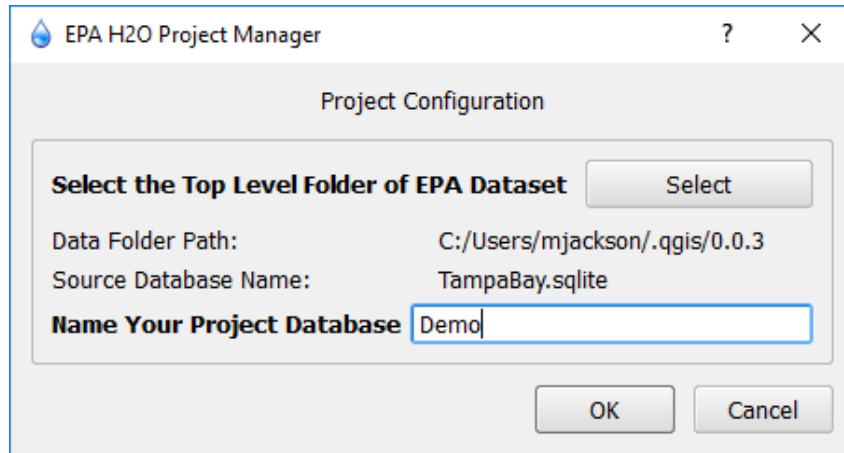 EPA H2O Project Manager ?
Project Configuration
Select the Top Level Folder of EPA Dataset Select
Data Folder Path: C:/Users/mjackson/.qgis/0.0.3
Source Database Name: TampaBay.sqlite
Name Your Project Database Demo
OK Cancel